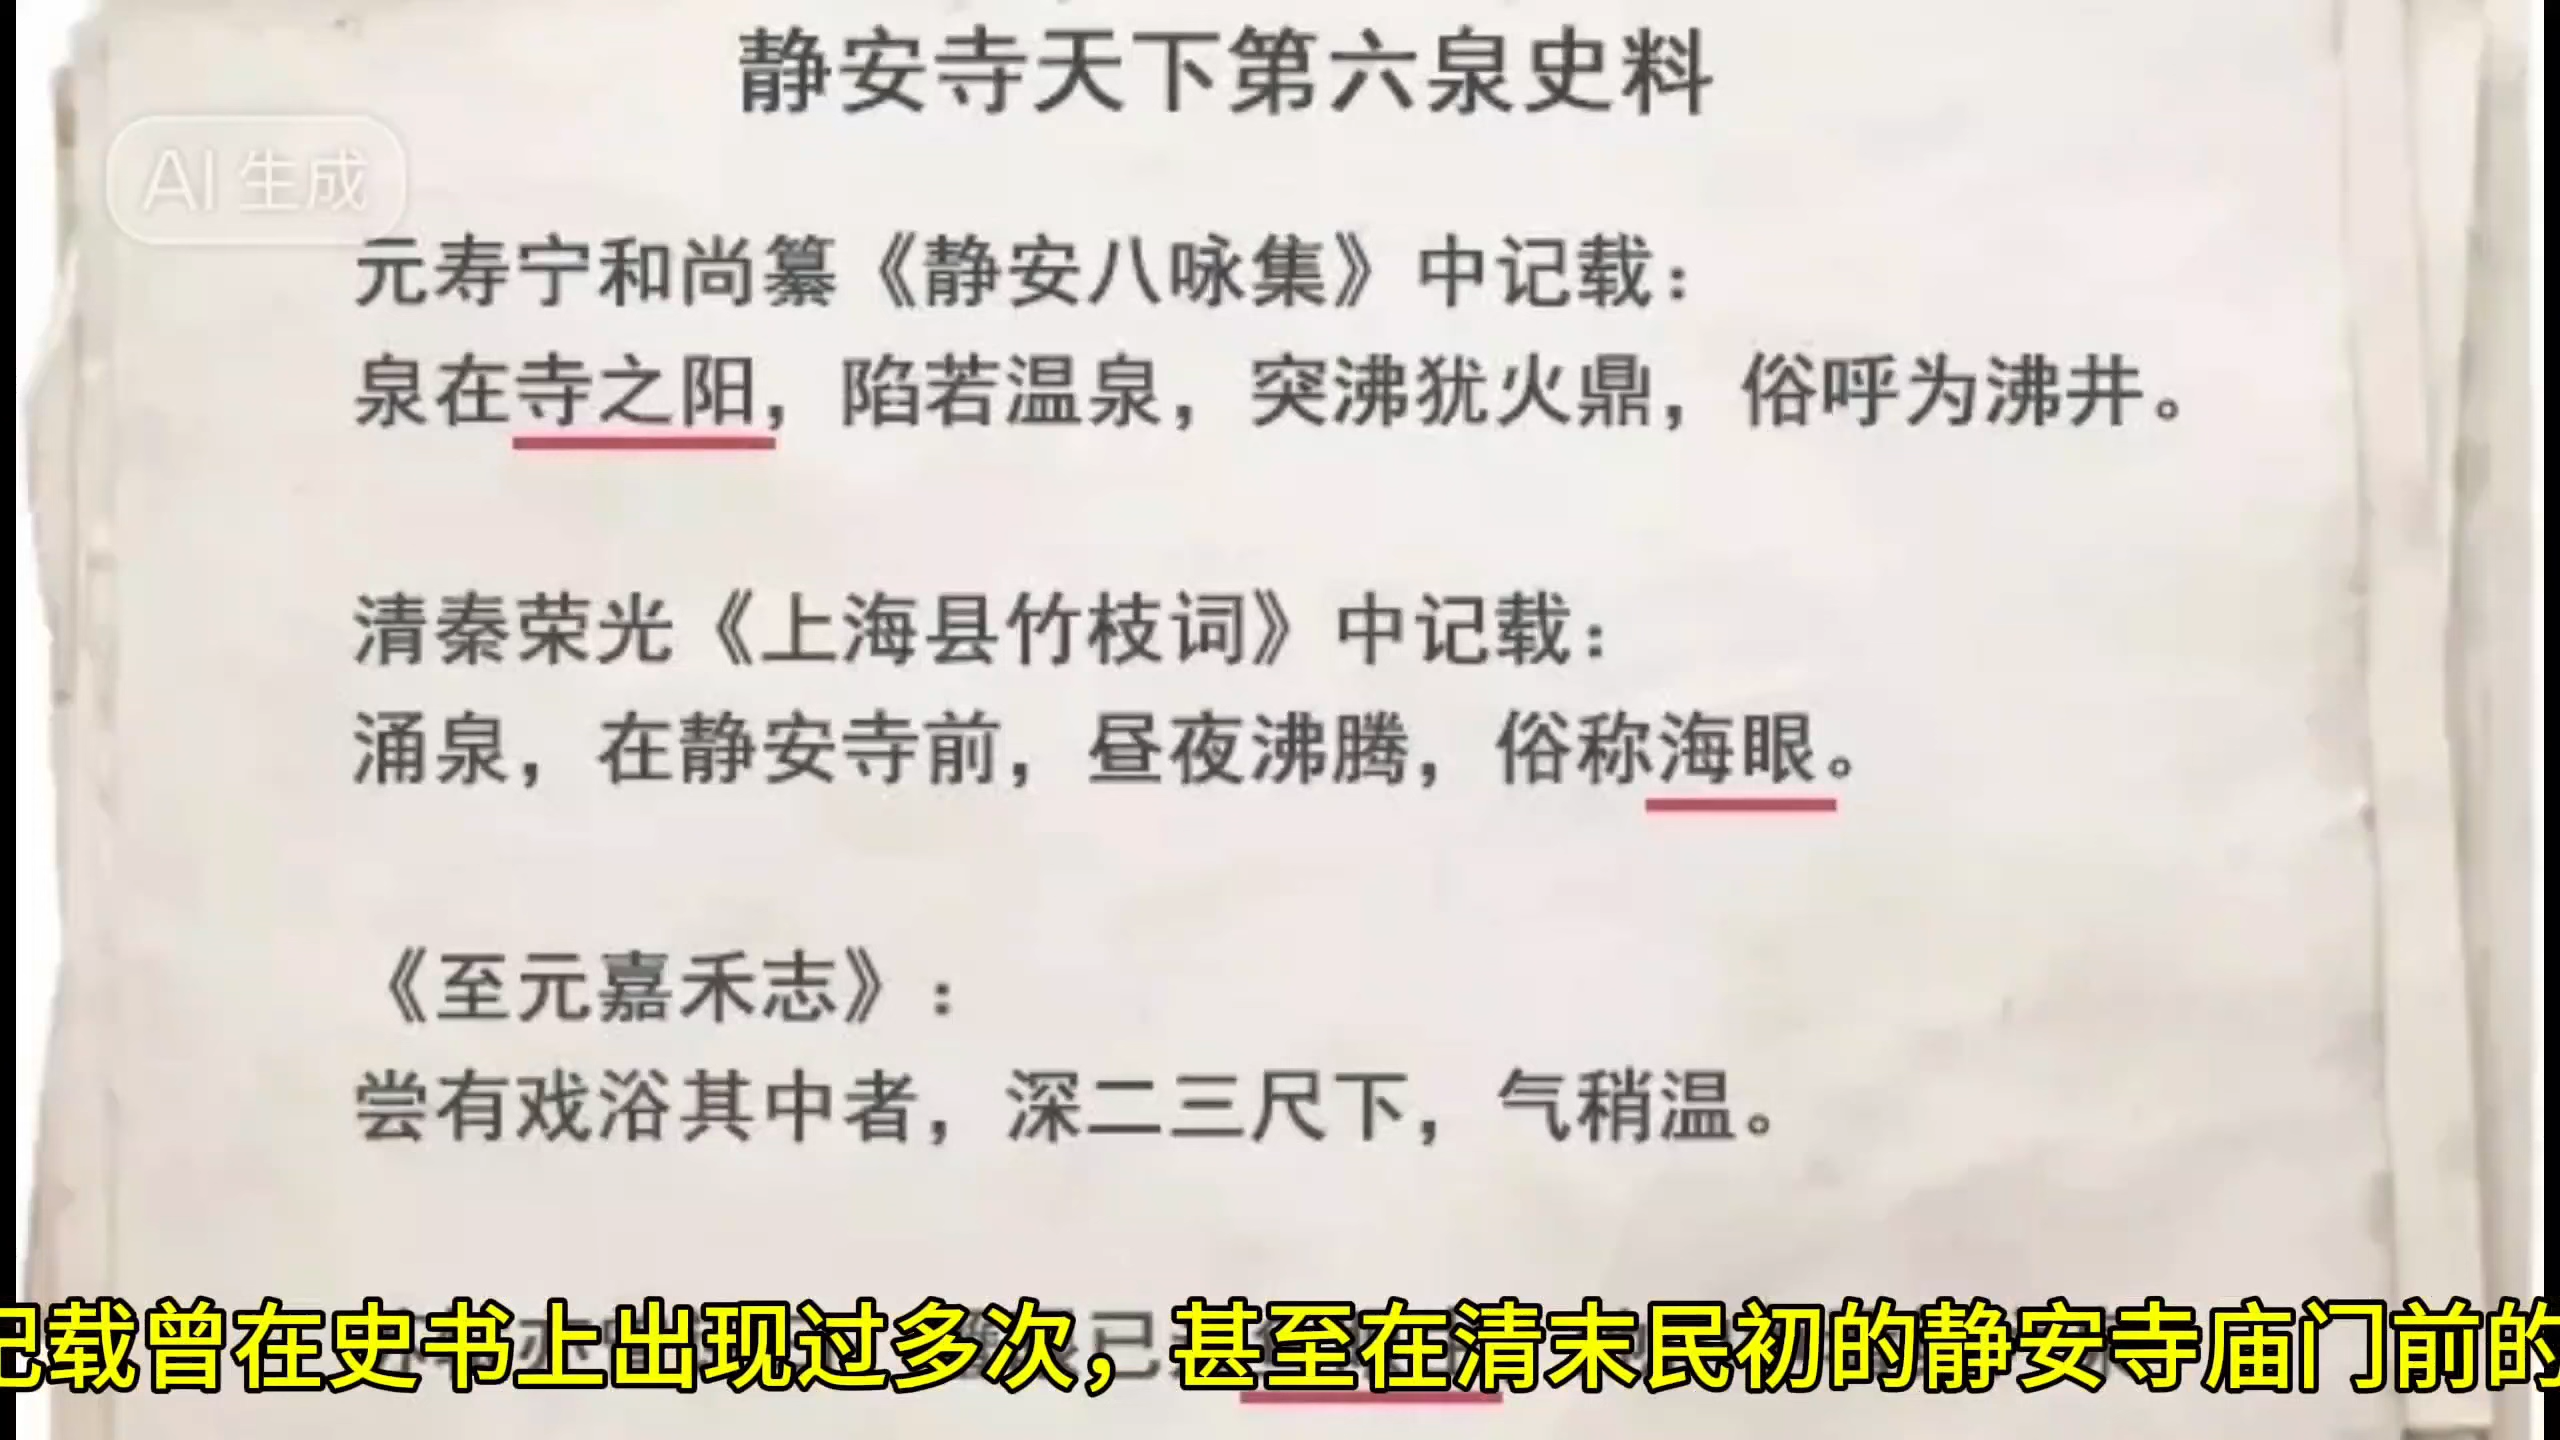 静安寺天下第六泉史料
AI 生成
元寿宁和尚纂《静安八咏集》中记载：
泉在寺之阳，陷若温泉，突沸犹火鼎，俗呼为沸井。
清秦荣光《上海县竹枝词》中记载：
涌泉，在静安寺前，昼夜沸腾，俗称海眼。
《至元嘉禾志》：
尝有戏浴其中者，深二三尺下，气稍温。
记载曾在史书上出现过多次，甚至在清末民初的静安寺庙门前的